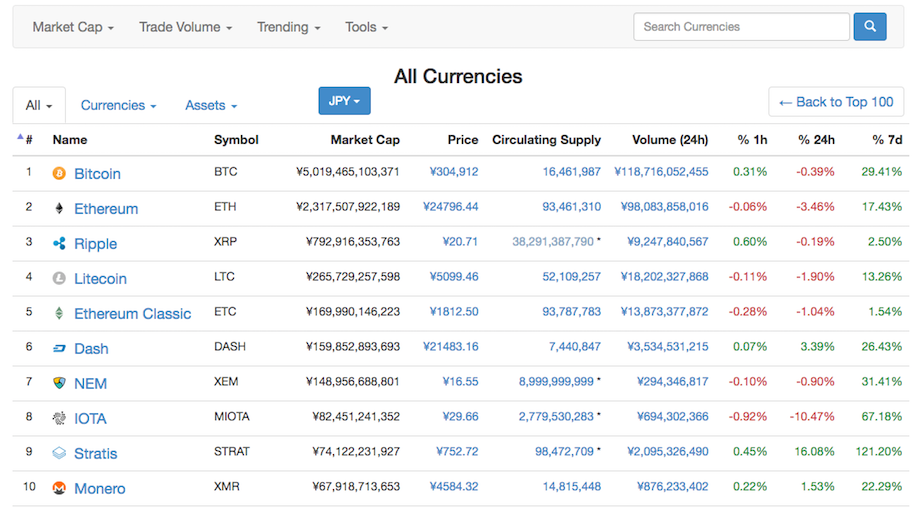 Market Cap Trade Volume Trending Tools Search Currencies
All Currencies
All Currencies Assets JPY ← Back to Top 100
# Name Symbol Market Cap Price Circulating Supply Volume (24h) % 1h % 24h % 7d
1 Bitcoin BTC ¥5,019,465,103,371 ¥304,912 16,461,987 ¥118,716,052,455 0.31% -0.39% 29.41%
2 Ethereum ETH ¥2,317,507,922,189 ¥24796.44 93,461,310 ¥98,083,858,016 -0.06% -3.46% 17.43%
3 Ripple XRP ¥792,916,353,763 ¥20.71 38,291,387,790 * ¥9,247,840,567 0.60% -0.19% 2.50%
4 Litecoin LTC ¥265,729,257,598 ¥5099.46 52,109,257 ¥18,202,327,868 -0.11% -1.90% 13.26%
5 Ethereum Classic ETC ¥169,990,146,223 ¥1812.50 93,787,783 ¥13,873,377,872 -0.28% -1.04% 1.54%
6 Dash DASH ¥159,852,893,693 ¥21483.16 7,440,847 ¥3,534,531,215 0.07% 3.39% 26.43%
7 NEM XEM ¥148,956,688,801 ¥16.55 8,999,999,999 * ¥294,346,817 -0.10% -0.90% 31.41%
8 IOTA MIOTA ¥82,451,241,352 ¥29.66 2,779,530,283 * ¥694,302,366 -0.92% -10.47% 67.18%
9 Stratis STRAT ¥74,122,231,927 ¥752.72 98,472,709 * ¥2,095,326,490 0.45% 16.08% 121.20%
10 Monero XMR ¥67,918,713,653 ¥4584.32 14,815,448 ¥876,233,402 0.22% 1.53% 22.29%